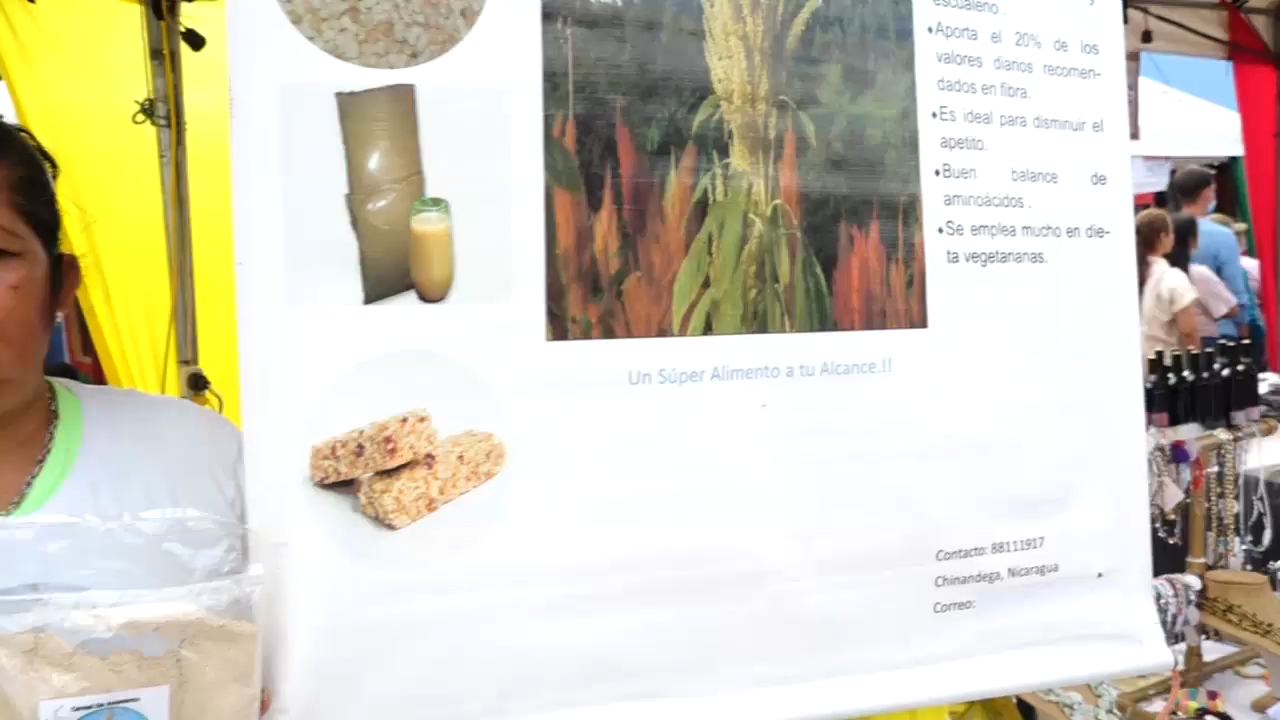 escualeno .
♦Aporta el 20% de los
valores diarios recomen-
dados en fibra.
♦Es ideal para disminuir el
apetito.
♦Buen balance de
aminoácidos .
♦Se emplea mucho en die-
ta vegetarianas.
Un Súper Alimento a tu Alcance.!!
Contacto: 88111917
Chinandega, Nicaragua
Correo: